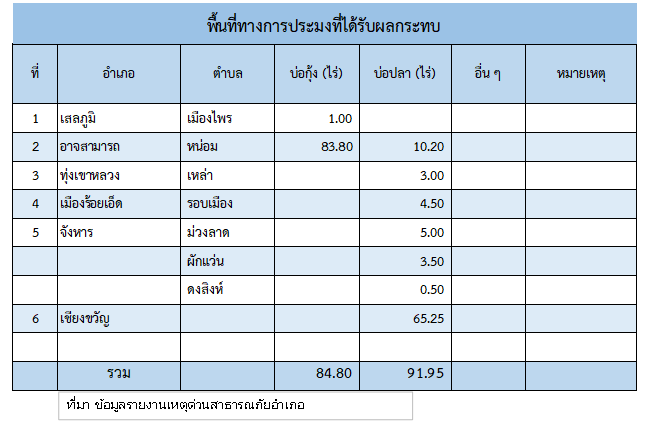 พื้นที่ทางการประมงที่ได้รับผลกระทบ
ที่ อำเภอ ตำบล บ่อกุ้ง (ไร่) บ่อปลา (ไร่) อื่น ๆ หมายเหตุ
1 เสลภูมิ เมืองไพร 1.00
2 อาจสามารถ หน่อม 83.80 10.20
3 ทุ่งเขาหลวง เหล่า 3.00
4 เมืองร้อยเอ็ด รอบเมือง 4.50
5 จังหาร ม่วงลาด 5.00
ผักแว่น 3.50
ดงสิงห์ 0.50
6 เชียงขวัญ 65.25
รวม 84.80 91.95
ที่มา ข้อมูลรายงานเหตุด่วนสาธารณภัยอำเภอ